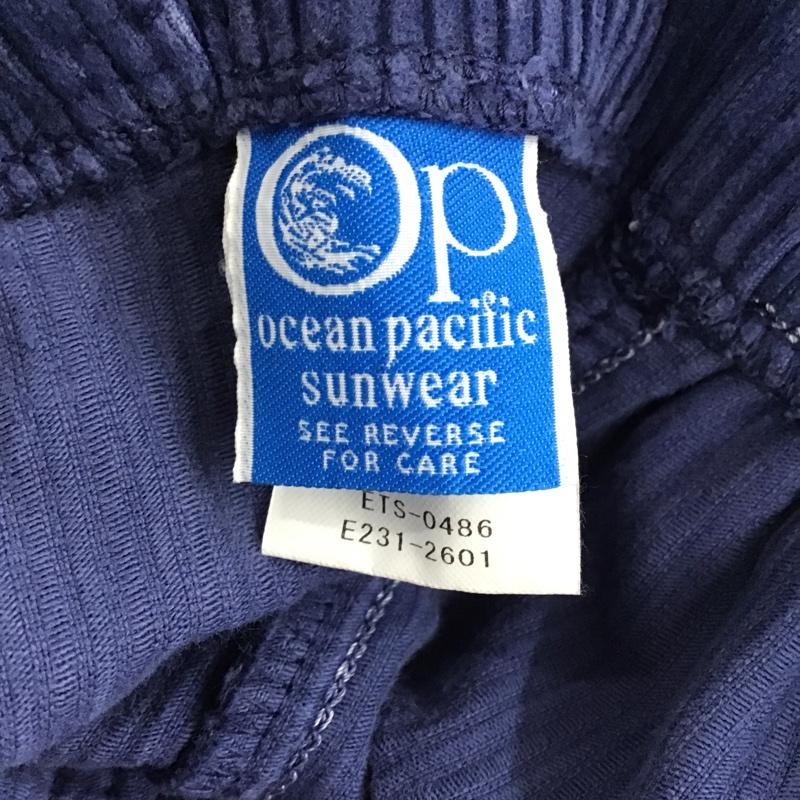 Op
ocean pacific
sunwear
SEE REVERSE
FOR CARE
ETS-0486
E231-2601